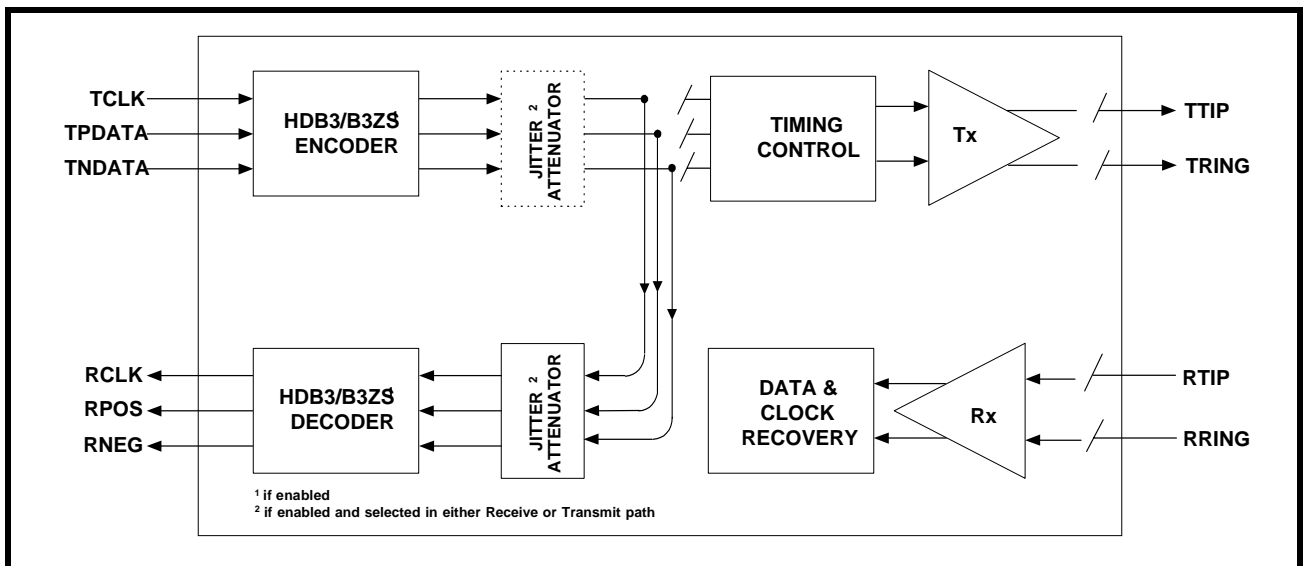 TCLK
TPDATA
TNDATA
HDB3/B3ZS1
ENCODER
JITTER 2
ATTENUATOR
TIMING
CONTROL
Tx
TTIP
TRING
RCLK
RPOS
RNEG
HDB3/B3ZS1
DECODER
JITTER 2
ATTENUATOR
DATA &
CLOCK
RECOVERY
Rx
RTIP
RRING
1 if enabled
2 if enabled and selected in either Receive or Transmit path